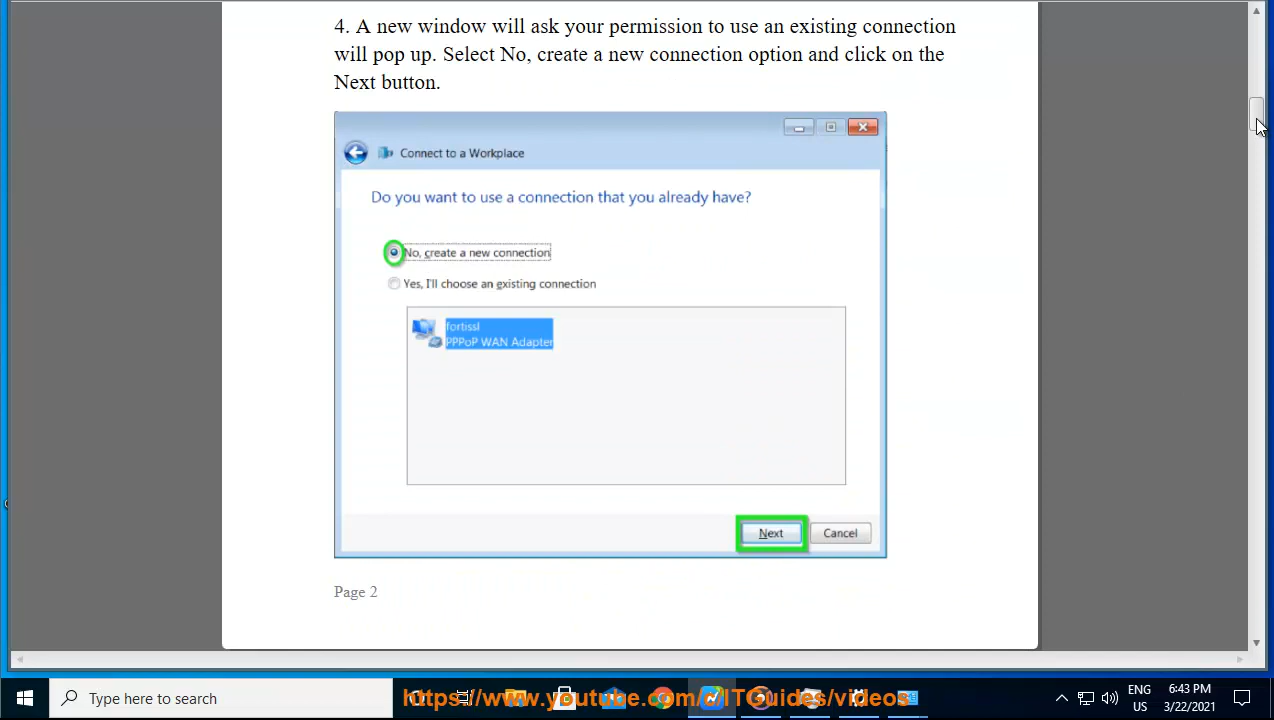 4. A new window will ask your permission to use an existing connection
will pop up. Select No, create a new connection option and click on the
Next button.
Connect to a Workplace
Do you want to use a connection that you already have?
No, create a new connection
Yes, I'll choose an existing connection
fortissl
PPPoP WAN Adapter
Next
Cancel
Page 2
Type here to search
https://www.youtube.com/c/ITGuides/videos
ENG
US
6:43 PM
3/22/2021